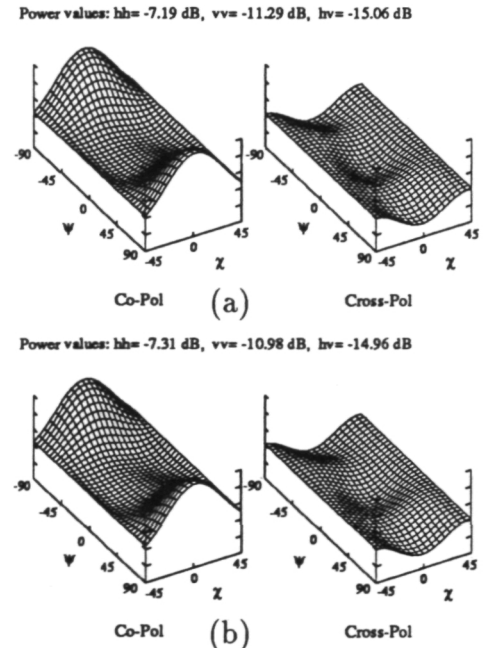 Power values: hh= -7.19 dB, vv= -11.29 dB, hv= -15.06 dB
-90 -90
-45 -45
0 0
Ψ 45 Ψ 45
90 -45 0 45 90 -45 0 45
χ χ
Co-Pol (a) Cross-Pol
Power values: hh= -7.31 dB, vv= -10.98 dB, hv= -14.96 dB
-90 -90
-45 -45
0 0
Ψ 45 Ψ 45
90 -45 0 45 90 -45 0 45
χ χ
Co-Pol (b) Cross-Pol